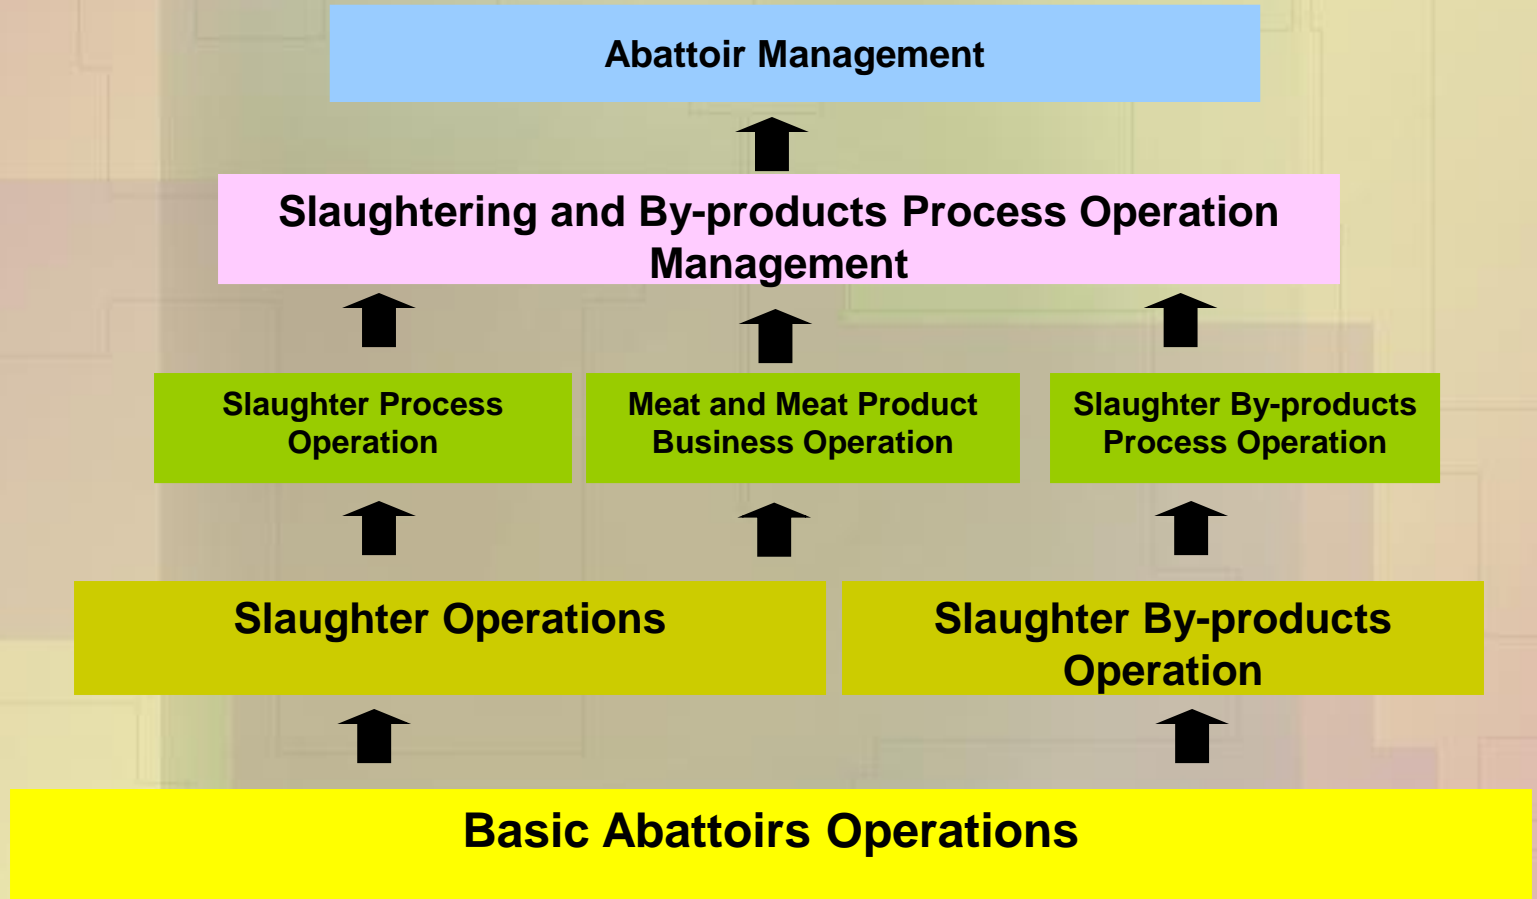 Abattoir Management
Slaughtering and By-products Process Operation
Management
Slaughter Process
Operation
Meat and Meat Product
Business Operation
Slaughter By-products
Process Operation
Slaughter Operations
Slaughter By-products
Operation
Basic Abattoirs Operations